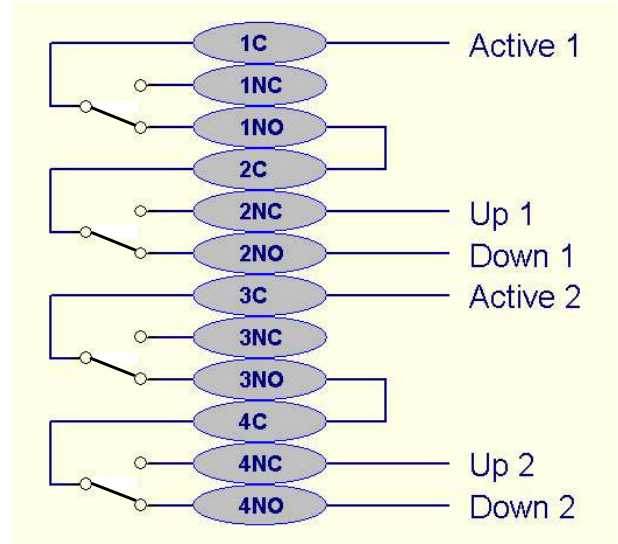 1C Active 1
1NC
1NO
2C
2NC Up 1
2NO Down 1
3C Active 2
3NC
3NO
4C
4NC Up 2
4NO Down 2